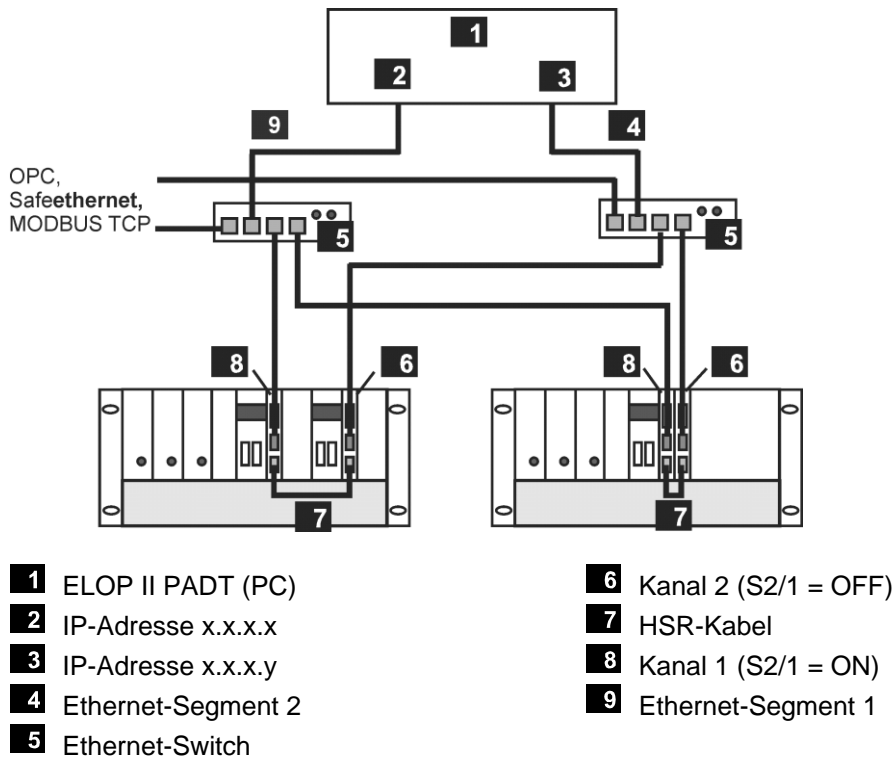 1
2
3
9
4
OPC,
Safeethernet,
MODBUS TCP
5
5
8
6
8
6
7
7
1 ELOP II PADT (PC)
2 IP-Adresse x.x.x.x
3 IP-Adresse x.x.x.y
4 Ethernet-Segment 2
5 Ethernet-Switch
6 Kanal 2 (S2/1 = OFF)
7 HSR-Kabel
8 Kanal 1 (S2/1 = ON)
9 Ethernet-Segment 1